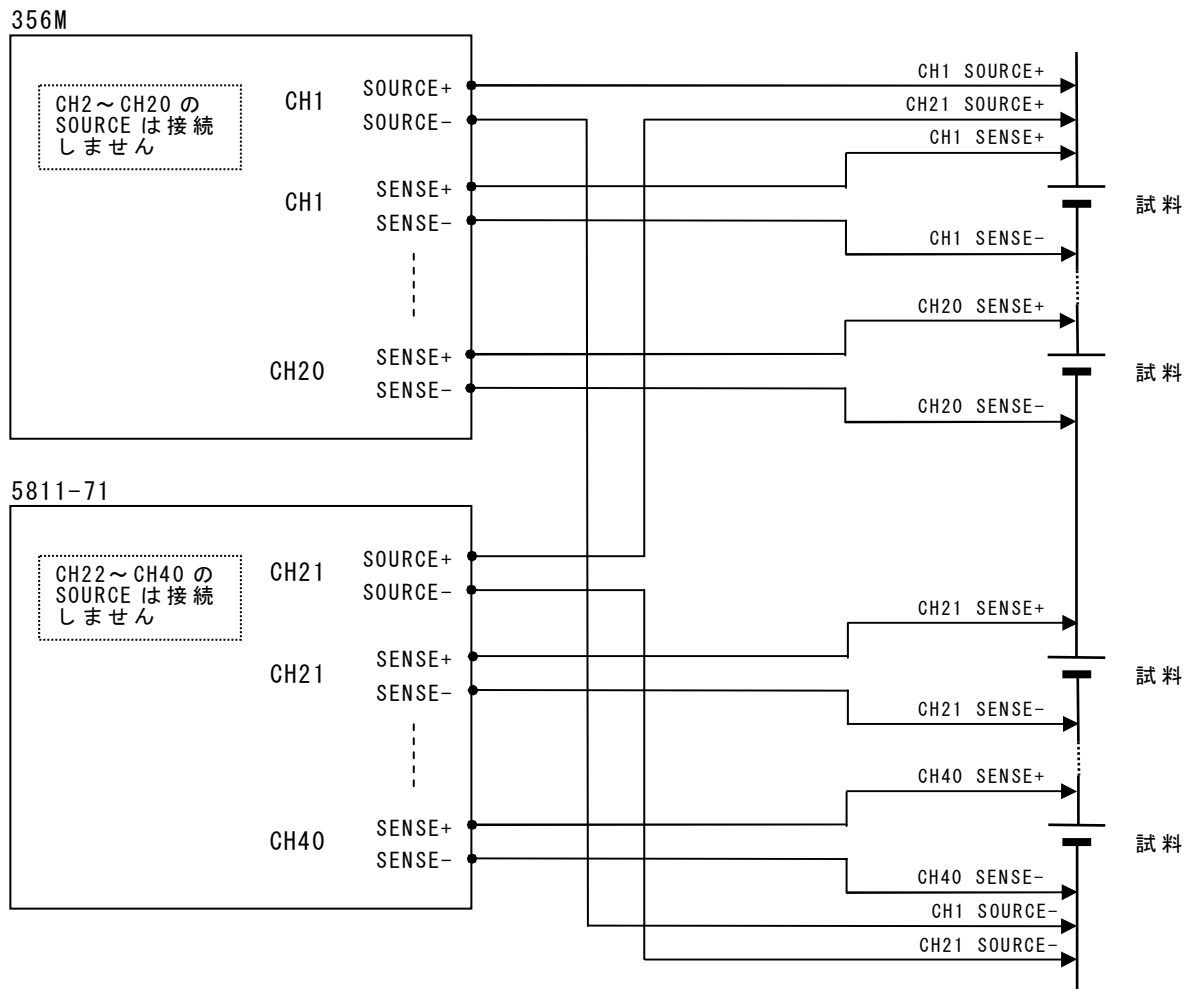 356M
CH2～CH20 の
SOURCE は接続
しません
CH1
SOURCE+
SOURCE-
CH1
SENSE+
SENSE-
CH20
SENSE+
SENSE-
CH1 SOURCE+
CH21 SOURCE+
CH1 SENSE+
試料
CH1 SENSE-
CH20 SENSE+
試料
CH20 SENSE-
5811-71
CH22～CH40 の
SOURCE は接続
しません
CH21
SOURCE+
SOURCE-
CH21
SENSE+
SENSE-
CH40
SENSE+
SENSE-
CH21 SENSE+
試料
CH21 SENSE-
CH40 SENSE+
試料
CH40 SENSE-
CH1 SOURCE-
CH21 SOURCE-